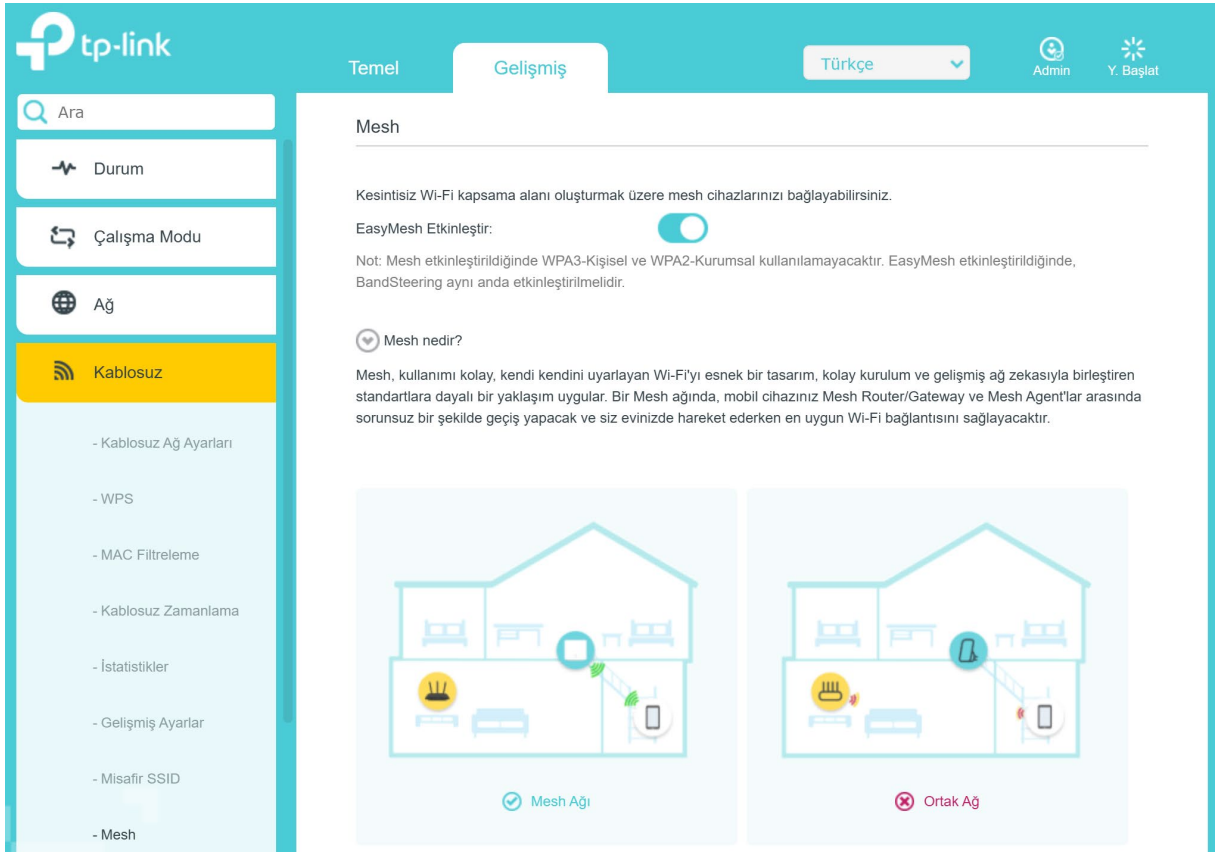 tp-link
Temel
Gelişmiş
Türkçe
Admin
Y. Başlat
Ara
Durum
Çalışma Modu
Ağ
Kablosuz
- Kablosuz Ağ Ayarları
- WPS
- MAC Filtreleme
- Kablosuz Zamanlama
- İstatistikler
- Gelişmiş Ayarlar
- Misafir SSID
- Mesh
Mesh
Kesintisiz Wi-Fi kapsama alanı oluşturmak üzere mesh cihazlarınızı bağlayabilirsiniz.
EasyMesh Etkinleştir:
Not: Mesh etkinleştirildiğinde WPA3-Kişisel ve WPA2-Kurumsal kullanılamayacaktır. EasyMesh etkinleştirildiğinde,
BandSteering aynı anda etkinleştirilmelidir.
Mesh nedir?
Mesh, kullanımı kolay, kendi kendini uyarlayan Wi-Fi'yı esnek bir tasarım, kolay kurulum ve gelişmiş ağ zekasıyla birleştiren
standartlara dayalı bir yaklaşım uygular. Bir Mesh ağında, mobil cihazınız Mesh Router/Gateway ve Mesh Agent'lar arasında
sorunsuz bir şekilde geçiş yapacak ve siz evinizde hareket ederken en uygun Wi-Fi bağlantısını sağlayacaktır.
Mesh Ağı
Ortak Ağ